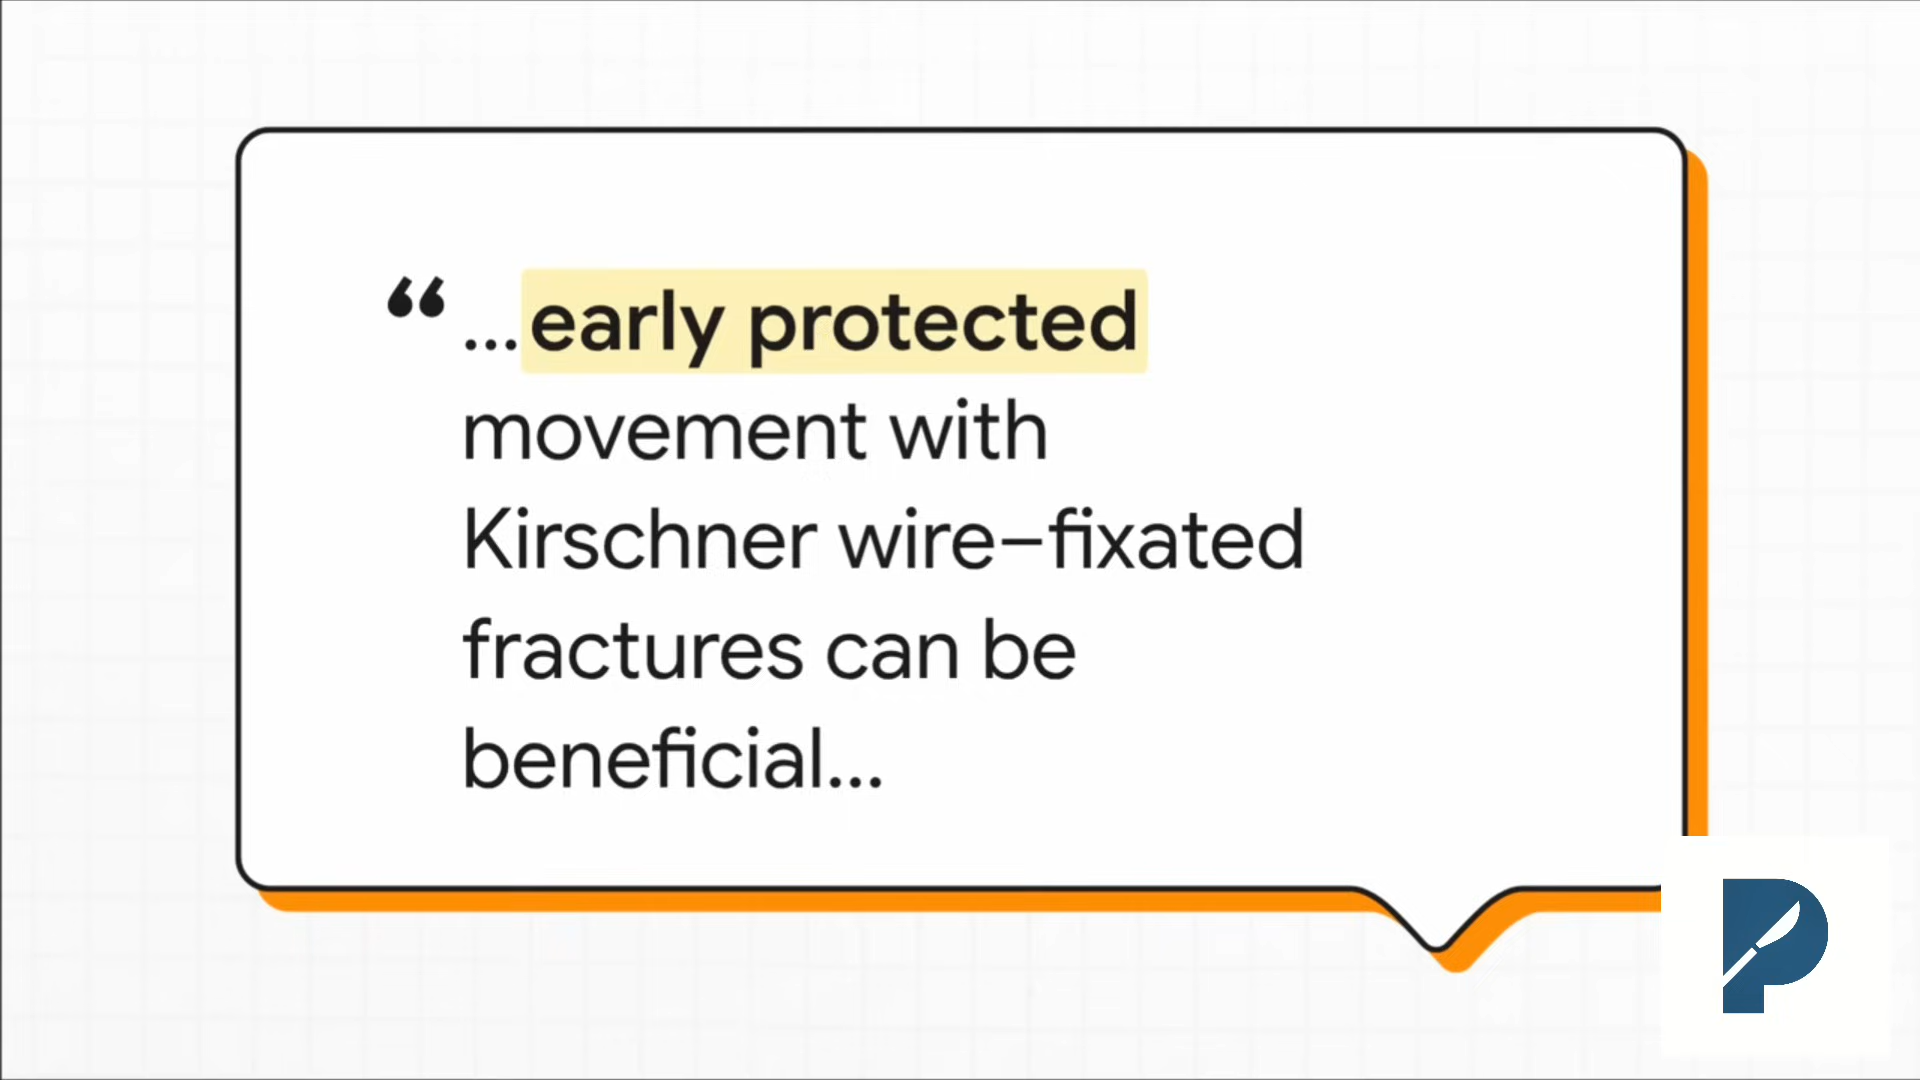 “...early protected
movement with
Kirschner wire–fixated
fractures can be
beneficial...